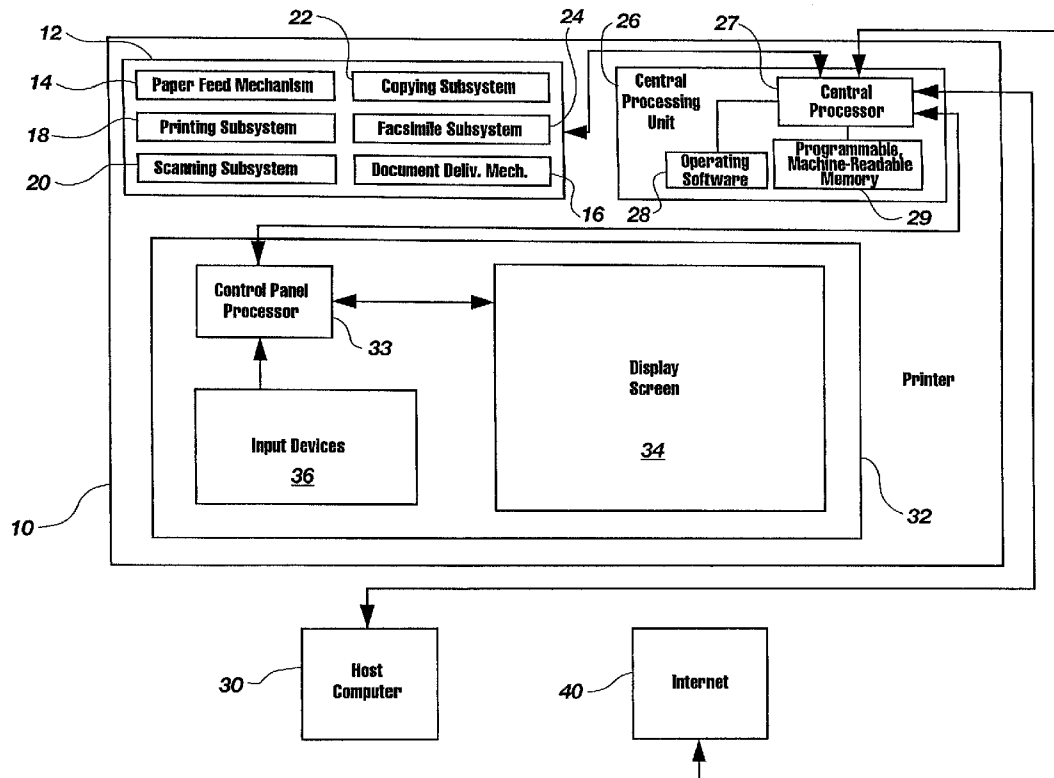 22
24
26
27
12
14
Paper Feed Mechanism
Copying Subsystem
Central
Processing
Unit
Central
Processor
18
Printing Subsystem
Facsimile Subsystem
20
Scanning Subsystem
Document Deliv. Mech.
Operating
Software
Programmable,
Machine-Readable
Memory
16
28
29
Control Panel
Processor
33
Display
Screen
34
Printer
Input Devices
36
10
32
30
Host
Computer
40
Internet